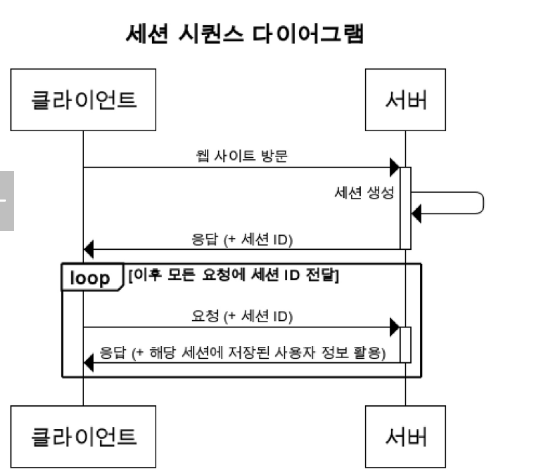 세션 시퀀스 다이어그램
클라이언트
서버
웹 사이트 방문
세션 생성
응답 (+ 세션 ID)
loop
[이후 모든 요청에 세션 ID 전달]
요청 (+ 세션 ID)
응답 (+ 해당 세션에 저장된 사용자 정보 활용)
클라이언트
서버